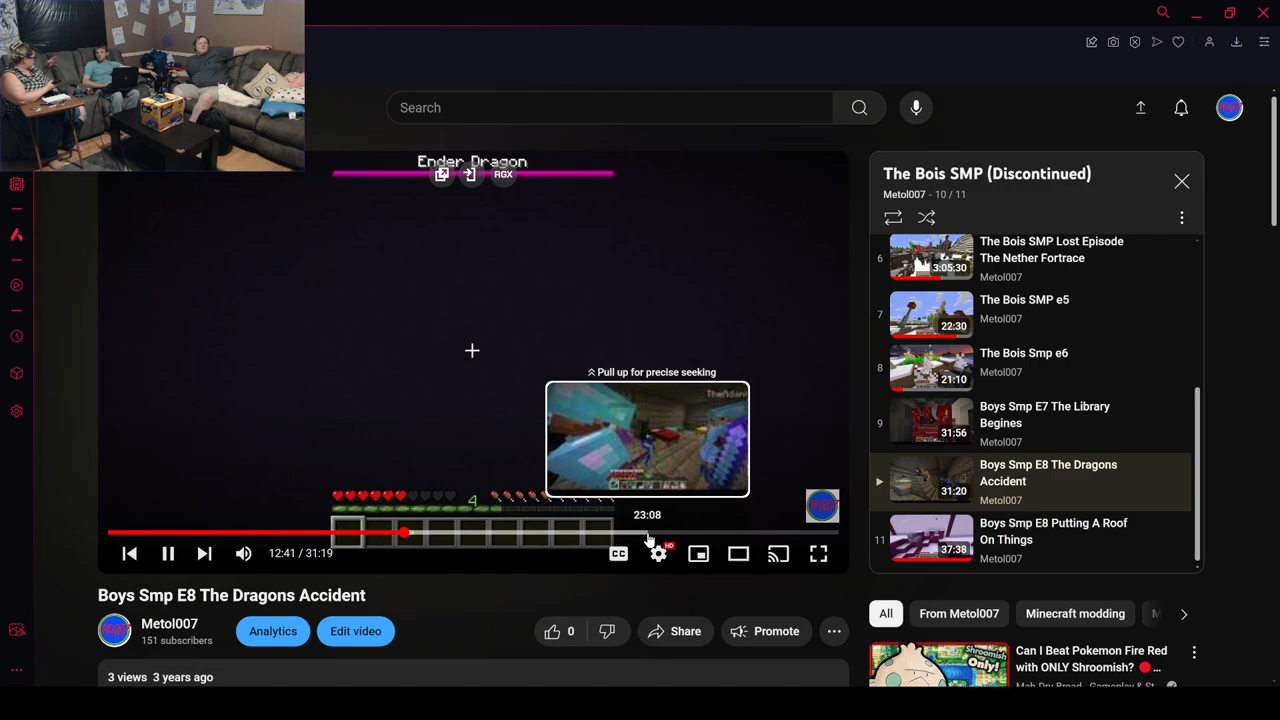 Search
Ender Dragon
RGX
Pull up for precise seeking
4
23:08
12:41 / 31:19
CC
HD
Boys Smp E8 The Dragons Accident
Metol007
151 subscribers
Analytics
Edit video
0
Share
Promote
3 views 3 years ago
The Bois SMP (Discontinued)
Metol007 - 10 / 11
6
3:05:30
The Bois SMP Lost Episode
The Nether Fortrace
Metol007
7
22:30
The Bois SMP e5
Metol007
8
21:10
The Bois Smp e6
Metol007
9
31:56
Boys Smp E7 The Library
Begines
Metol007
31:20
Boys Smp E8 The Dragons
Accident
Metol007
11
37:38
Boys Smp E8 Putting A Roof
On Things
Metol007
All
From Metol007
Minecraft modding
Shroomish
Only!
Can I Beat Pokemon Fire Red
with ONLY Shroomish?